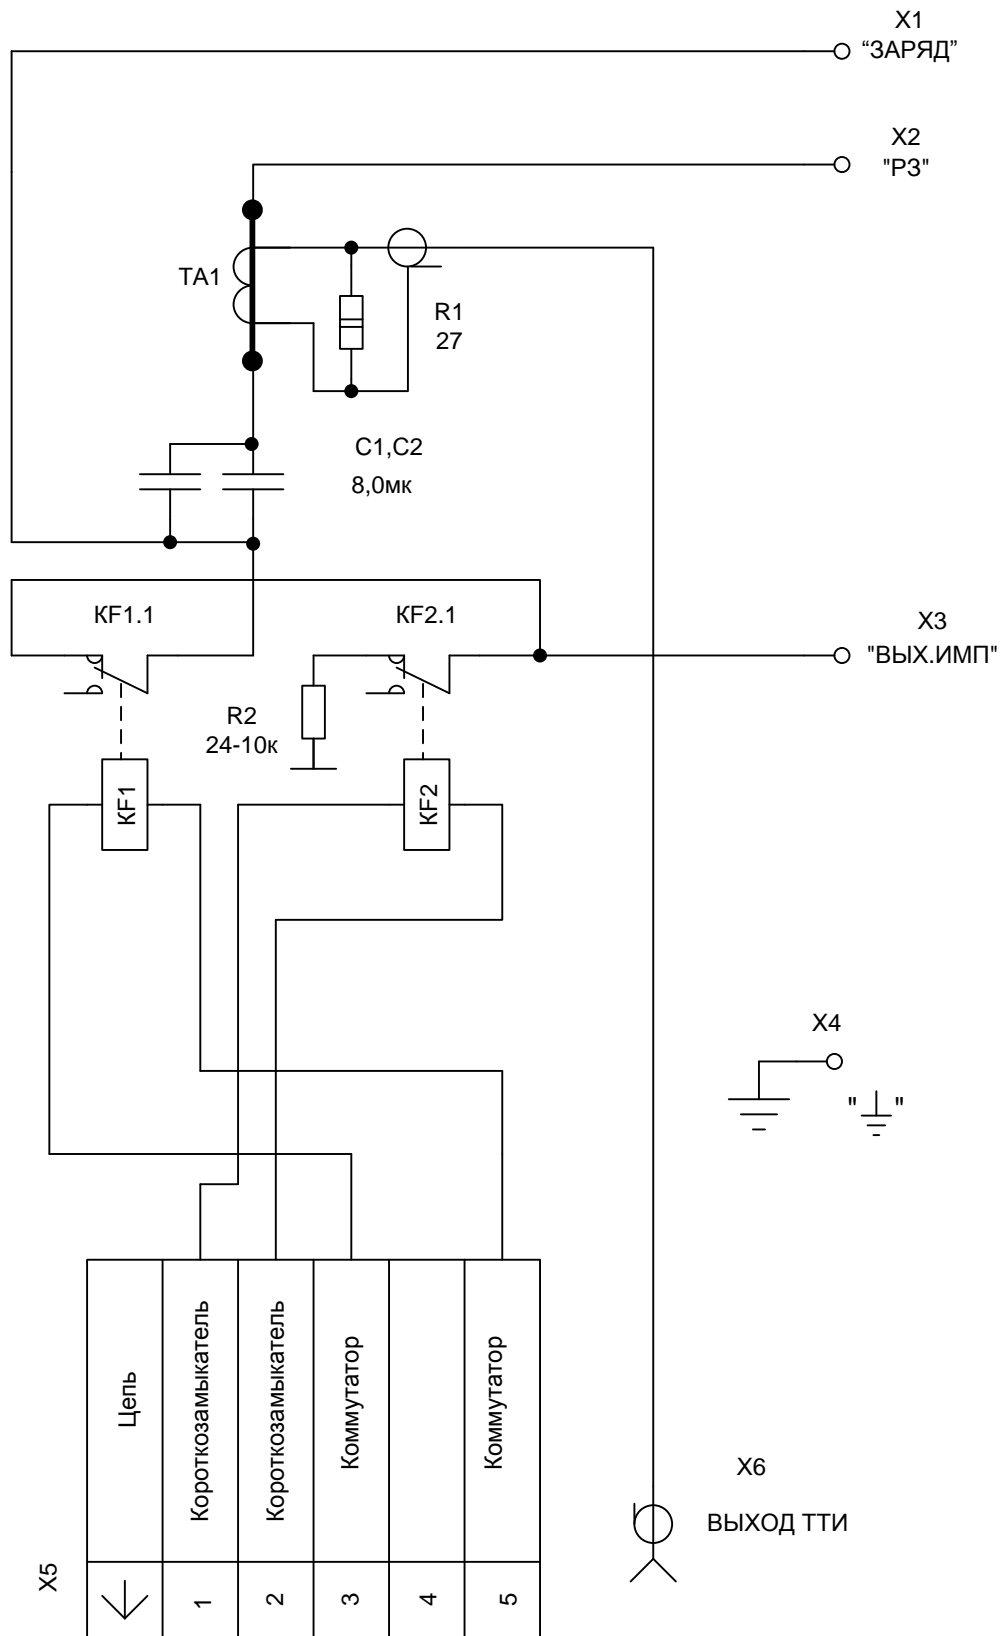 X1
“ЗАРЯД”
X2
"РЗ"
TA1
R1
27
C1,C2
8,0мк
KF1.1
KF2.1
X3
"ВЫХ.ИМП"
R2
24-10к
KF1
KF2
X4
" "
Цепь
Короткозамыкатель
Короткозамыкатель
Коммутатор
Коммутатор
X6
ВЫХОД ТТИ
X5
1
2
3
4
5